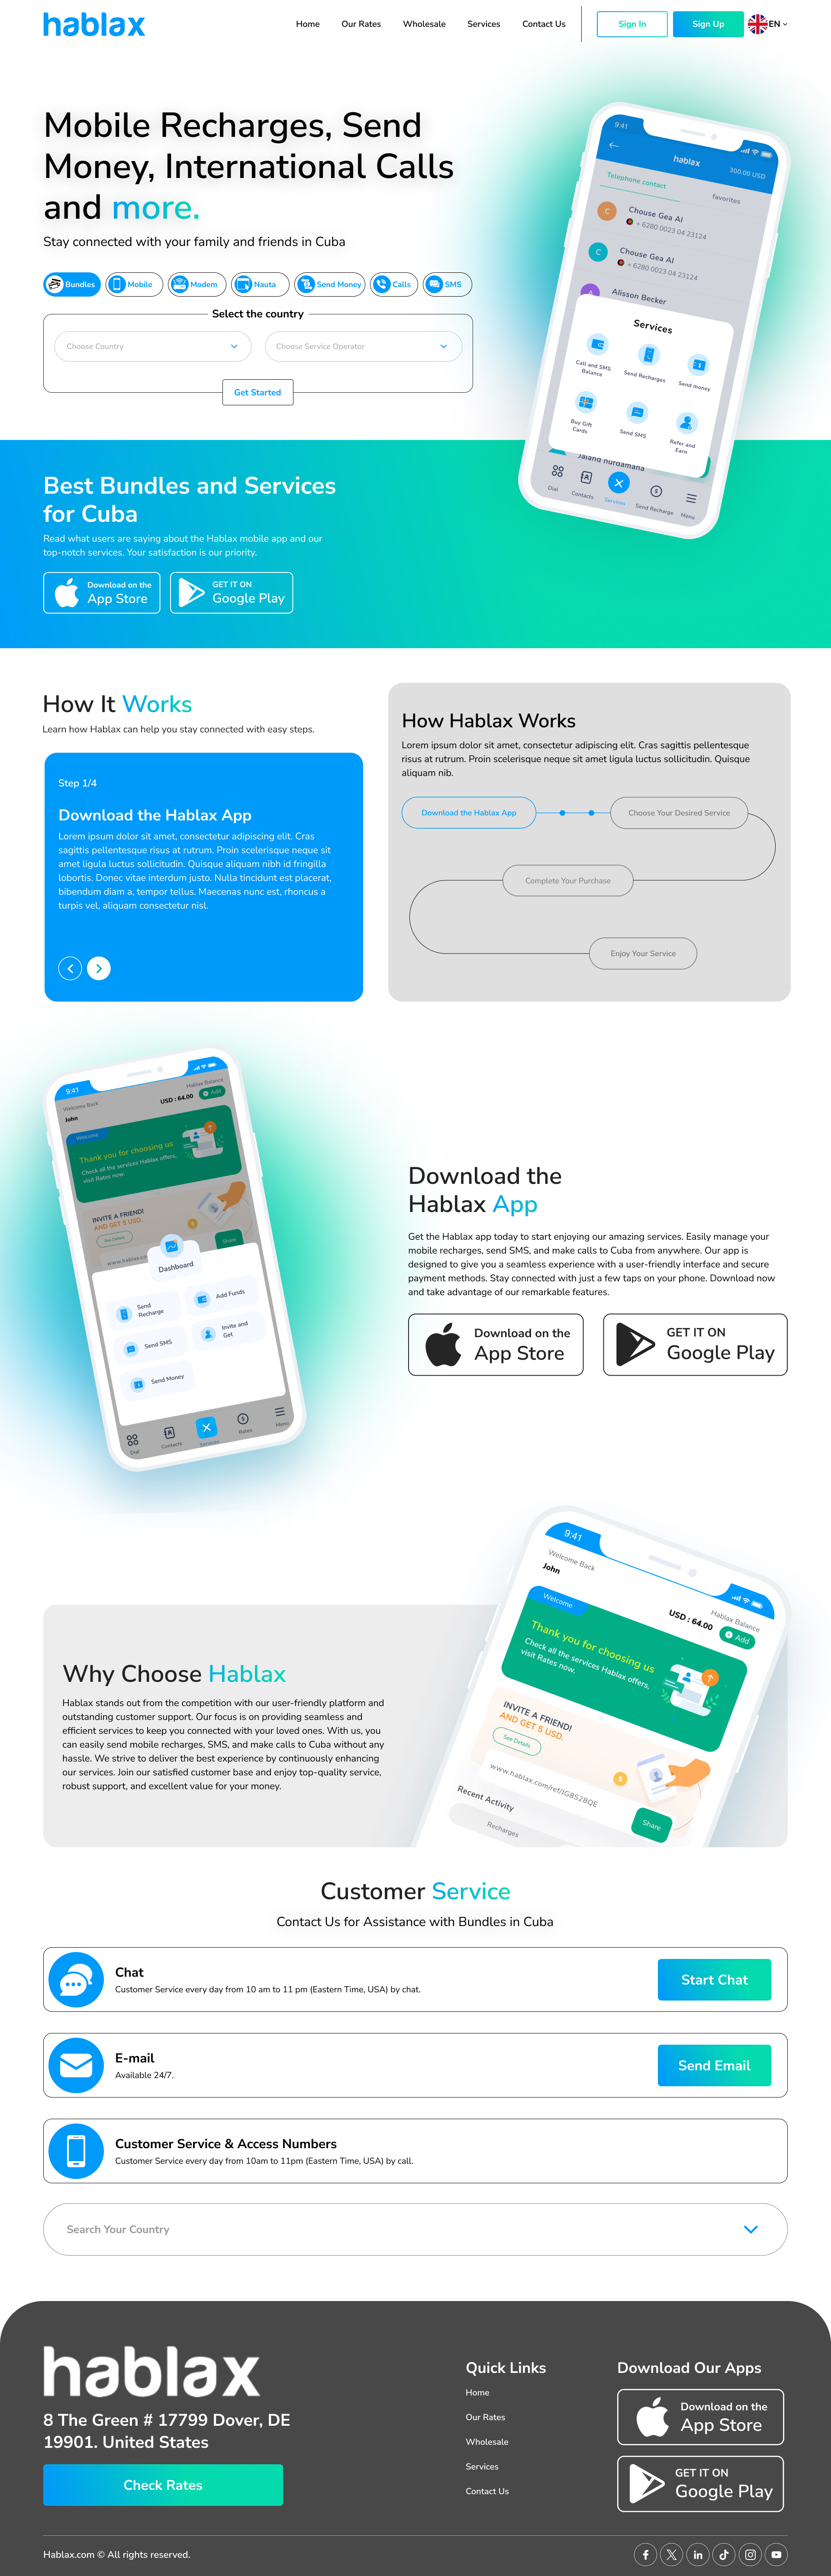 hablax
Home
Our Rates
Wholesale
Services
Contact Us
Sign In
Sign Up
EN
Mobile Recharges, Send
Money, International Calls
and more.
Stay connected with your family and friends in Cuba
Bundles
Mobile
Modem
Nauta
Send Money
Calls
SMS
Select the country
Choose Country
Choose Service Operator
Get Started
9:41
hablax
300.00 USD
Telephone contact
favorites
C
Chouse Gea Al
+ 6280 0023 04 23124
C
Chouse Gea Al
+ 6280 0023 04 23124
A
Alisson Becker
Services
Call and SMS
Balance
Send Recharges
Send money
Buy Gift
Cards
Send SMS
Refer and
Earn
Jaland nurdamana
Dial
Contacts
Services
Send Recharge
Menu
Best Bundles and Services
for Cuba
Read what users are saying about the Hablax mobile app and our
top-notch services. Your satisfaction is our priority.
Download on the
App Store
GET IT ON
Google Play
How It Works
Learn how Hablax can help you stay connected with easy steps.
Step 1/4
Download the Hablax App
Lorem ipsum dolor sit amet, consectetur adipiscing elit. Cras
sagittis pellentesque risus at rutrum. Proin scelerisque neque sit
amet ligula luctus sollicitudin. Quisque aliquam nibh id fringilla
lobortis. Donec vitae interdum justo. Nulla tincidunt est placerat,
bibendum diam a, tempor tellus. Maecenas nunc est, rhoncus a
turpis vel, aliquam consectetur nisl.
How Hablax Works
Lorem ipsum dolor sit amet, consectetur adipiscing elit. Cras sagittis pellentesque
risus at rutrum. Proin scelerisque neque sit amet ligula luctus sollicitudin. Quisque
aliquam nib.
Download the Hablax App
Choose Your Desired Service
Complete Your Purchase
Enjoy Your Service
9:41
Welcome Back
John
Hablax Balance
USD : 64.00
Add
Welcome
Thank you for choosing us
Check all the services Hablax offers,
visit Rates now.
INVITE A FRIEND!
AND GET 5 USD.
See Details
www.hablax.com
Share
Dashboard
Send
Recharge
Add Funds
Send SMS
Invite and
Get
Send Money
Dial
Contacts
Services
Rates
Menu
Download the
Hablax App
Get the Hablax app today to start enjoying our amazing services. Easily manage your
mobile recharges, send SMS, and make calls to Cuba from anywhere. Our app is
designed to give you a seamless experience with a user-friendly interface and secure
payment methods. Stay connected with just a few taps on your phone. Download now
and take advantage of our remarkable features.
Download on the
App Store
GET IT ON
Google Play
Why Choose Hablax
Hablax stands out from the competition with our user-friendly platform and
outstanding customer support. Our focus is on providing seamless and
efficient services to keep you connected with your loved ones. With us, you
can easily send mobile recharges, SMS, and make calls to Cuba without any
hassle. We strive to deliver the best experience by continuously enhancing
our services. Join our satisfied customer base and enjoy top-quality service,
robust support, and excellent value for your money.
9:41
Welcome Back
John
Hablax Balance
USD : 64.00
Add
Welcome
Thank you for choosing us
Check all the services Hablax offers,
visit Rates now.
INVITE A FRIEND!
AND GET 5 USD.
See Details
www.hablax.com/ret/JG8S28QE
Share
Recent Activity
Recharges
Customer Service
Contact Us for Assistance with Bundles in Cuba
Chat
Customer Service every day from 10 am to 11 pm (Eastern Time, USA) by chat.
Start Chat
E-mail
Available 24/7.
Send Email
Customer Service & Access Numbers
Customer Service every day from 10am to 11pm (Eastern Time, USA) by call.
Search Your Country
hablax
8 The Green # 17799 Dover, DE
19901. United States
Check Rates
Quick Links
Home
Our Rates
Wholesale
Services
Contact Us
Download Our Apps
Download on the
App Store
GET IT ON
Google Play
Hablax.com © All rights reserved.